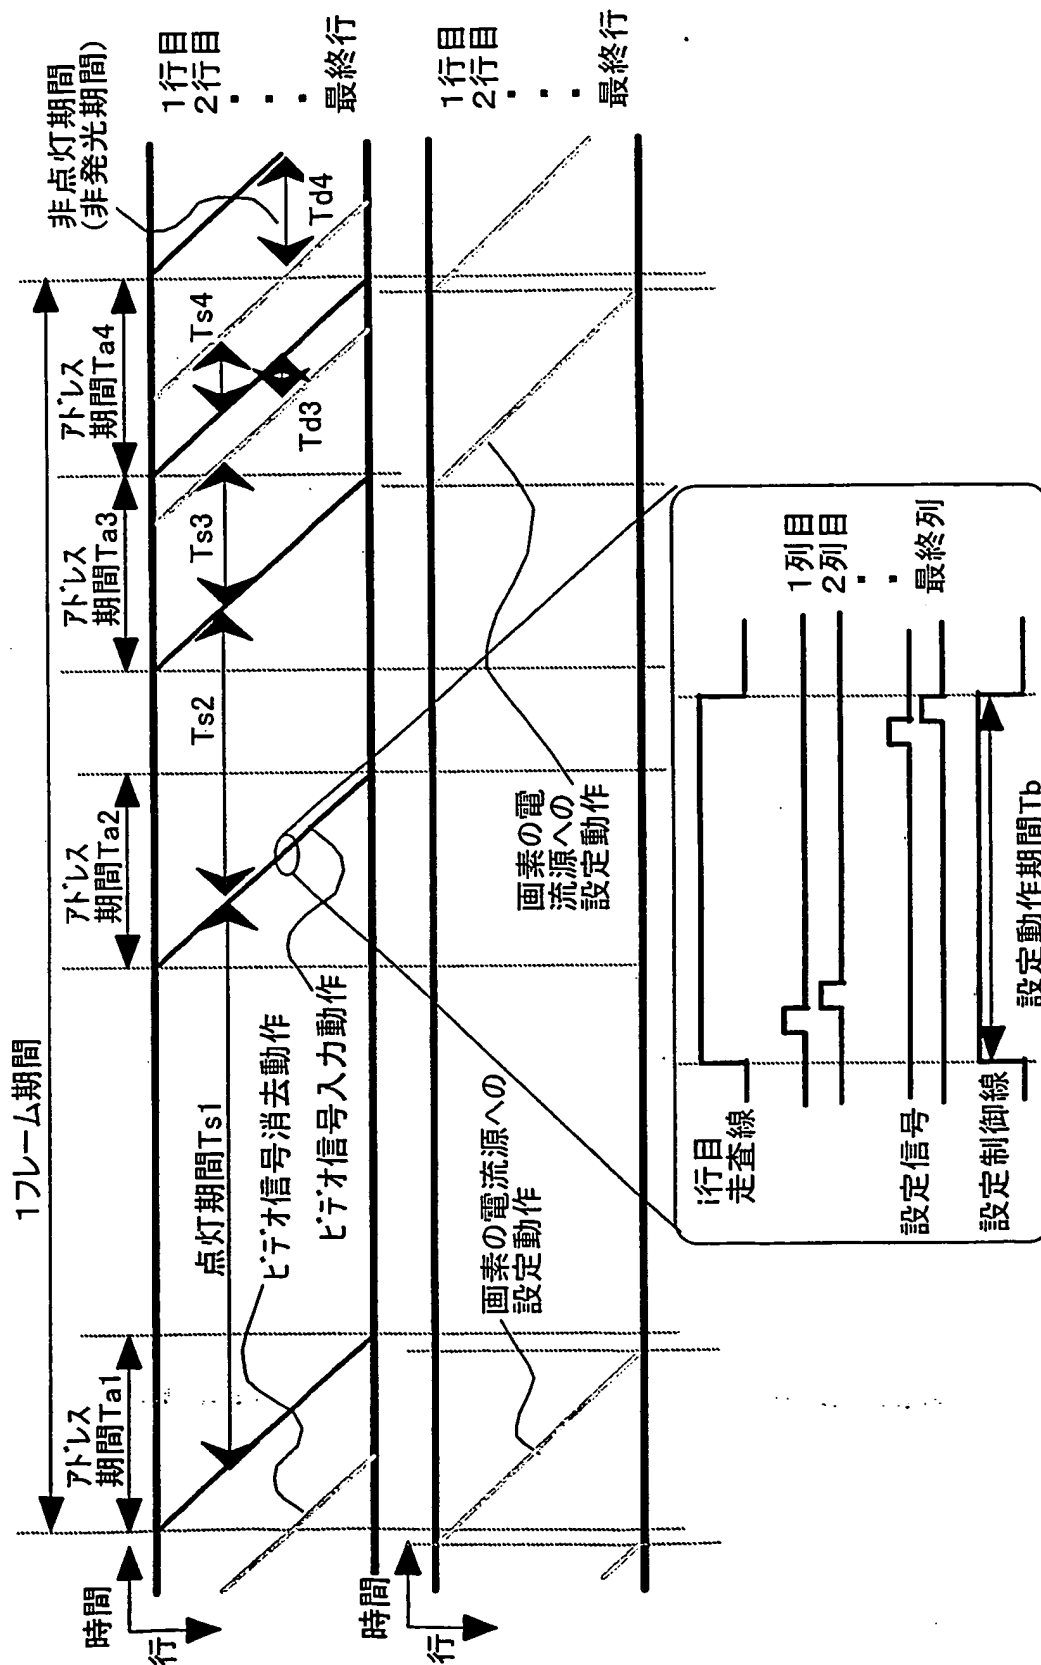 1フレーム期間
アドレス
期間Ta1
アドレス
期間Ta2
アドレス
期間Ta3
アドレス
期間Ta4
非点灯期間
(非発光期間)
時間
行
点灯期間Ts1
Ts2
Ts3
Ts4
Td3
Td4
1行目
2行目
・
・
・
最終行
ビデオ信号消去動作
ビデオ信号入力動作
時間
行
画素の電流源への
設定動作
画素の電
流源への
設定動作
1行目
2行目
・
・
・
最終行
i行目
走査線
1列目
2列目
・
・
最終列
設定信号
設定制御線
設定動作期間Tb